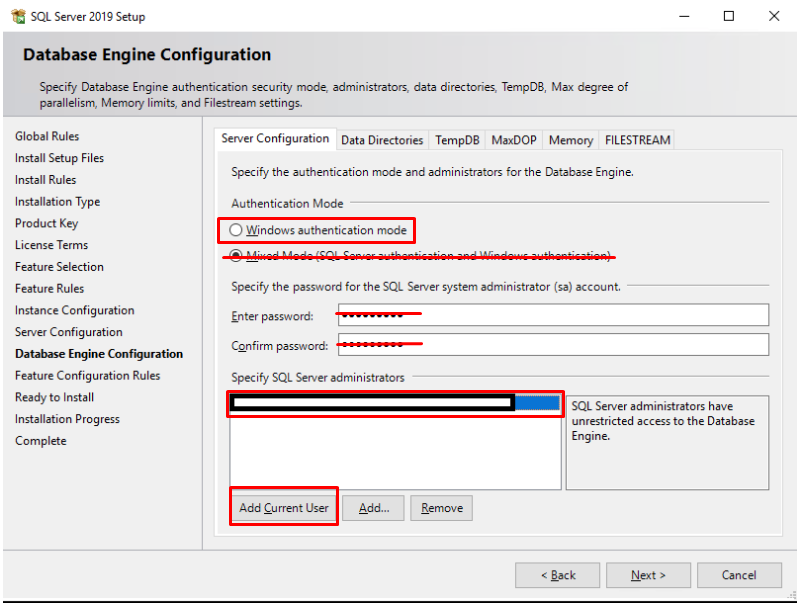 SQL Server 2019 Setup
Database Engine Configuration
Specify Database Engine authentication security mode, administrators, data directories, TempDB, Max degree of
parallelism, Memory limits, and Filestream settings.
Global Rules
Install Setup Files
Install Rules
Installation Type
Product Key
License Terms
Feature Selection
Feature Rules
Instance Configuration
Server Configuration
Database Engine Configuration
Feature Configuration Rules
Ready to Install
Installation Progress
Complete
Server Configuration Data Directories TempDB MaxDOP Memory FILESTREAM
Specify the authentication mode and administrators for the Database Engine.
Authentication Mode
Windows authentication mode
Mixed Mode (SQL Server authentication and Windows authentication)
Specify the password for the SQL Server system administrator (sa) account.
Enter password: •••••••••
Confirm password: •••••••••
Specify SQL Server administrators
SQL Server administrators have
unrestricted access to the Database
Engine.
Add Current User Add... Remove
< Back Next > Cancel